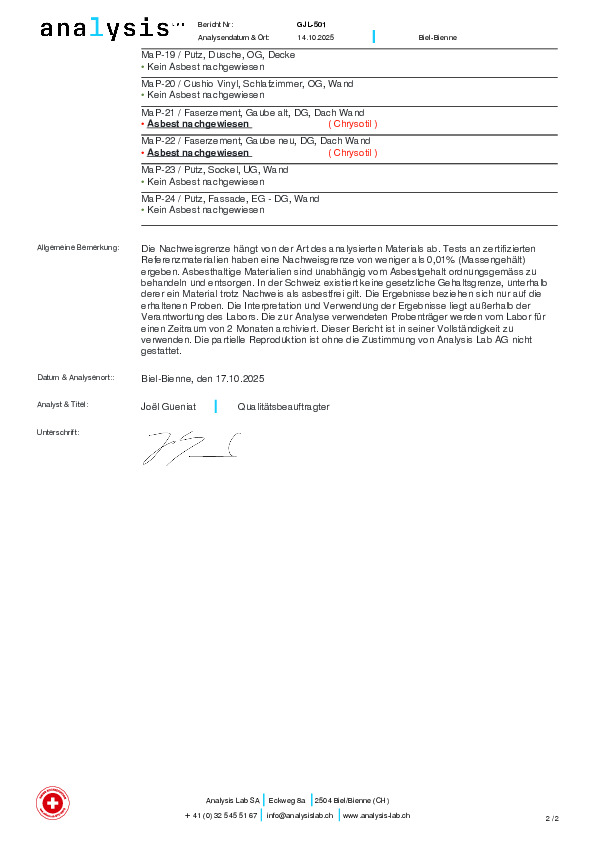 analysis
Bericht Nr: GJL-501
Analysendatum & Ort: 14.10.2025 Biel-Bienne
MaP-19 / Putz, Dusche, OG, Decke
• Kein Asbest nachgewiesen
MaP-20 / Cushio Vinyl, Schlafzimmer, OG, Wand
• Kein Asbest nachgewiesen
MaP-21 / Faserzement, Gaube alt, DG, Dach Wand
• Asbest nachgewiesen ( Chrysotil )
MaP-22 / Faserzement, Gaube neu, DG, Dach Wand
• Asbest nachgewiesen ( Chrysotil )
MaP-23 / Putz, Sockel, UG, Wand
• Kein Asbest nachgewiesen
MaP-24 / Putz, Fassade, EG - DG, Wand
• Kein Asbest nachgewiesen
Allgemeine Bemerkung: Die Nachweisgrenze hängt von der Art des analysierten Materials ab. Tests an zertifizierten
Referenzmaterialien haben eine Nachweisgrenze von weniger als 0,01% (Massengehält)
ergeben. Asbesthaltige Materialien sind unabhängig vom Asbestgehalt ordnungsgemäss zu
behandeln und entsorgen. In der Schweiz existiert keine gesetzliche Gehaltsgrenze, unterhalb
derer ein Material trotz Nachweis als asbestfrei gilt. Die Ergebnisse beziehen sich nur auf die
erhaltenen Proben. Die Interpretation und Verwendung der Ergebnisse liegt außerhalb der
Verantwortung des Labors. Die zur Analyse verwendeten Probenträger werden vom Labor für
einen Zeitraum von 2 Monaten archiviert. Dieser Bericht ist in seiner Vollständigkeit zu
verwenden. Die partielle Reproduktion ist ohne die Zustimmung von Analysis Lab AG nicht
gestattet.
Datum & Analysenort:: Biel-Bienne, den 17.10.2025
Analyst & Titel: Joël Gueniat Qualitätsbeauftragter
Unterschrift:
Analysis Lab SA Eckweg 8a 2504 Biel/Bienne (CH)
+ 41 (0) 32 545 51 67 info@analysislab.ch www.analysis-lab.ch
2 / 2